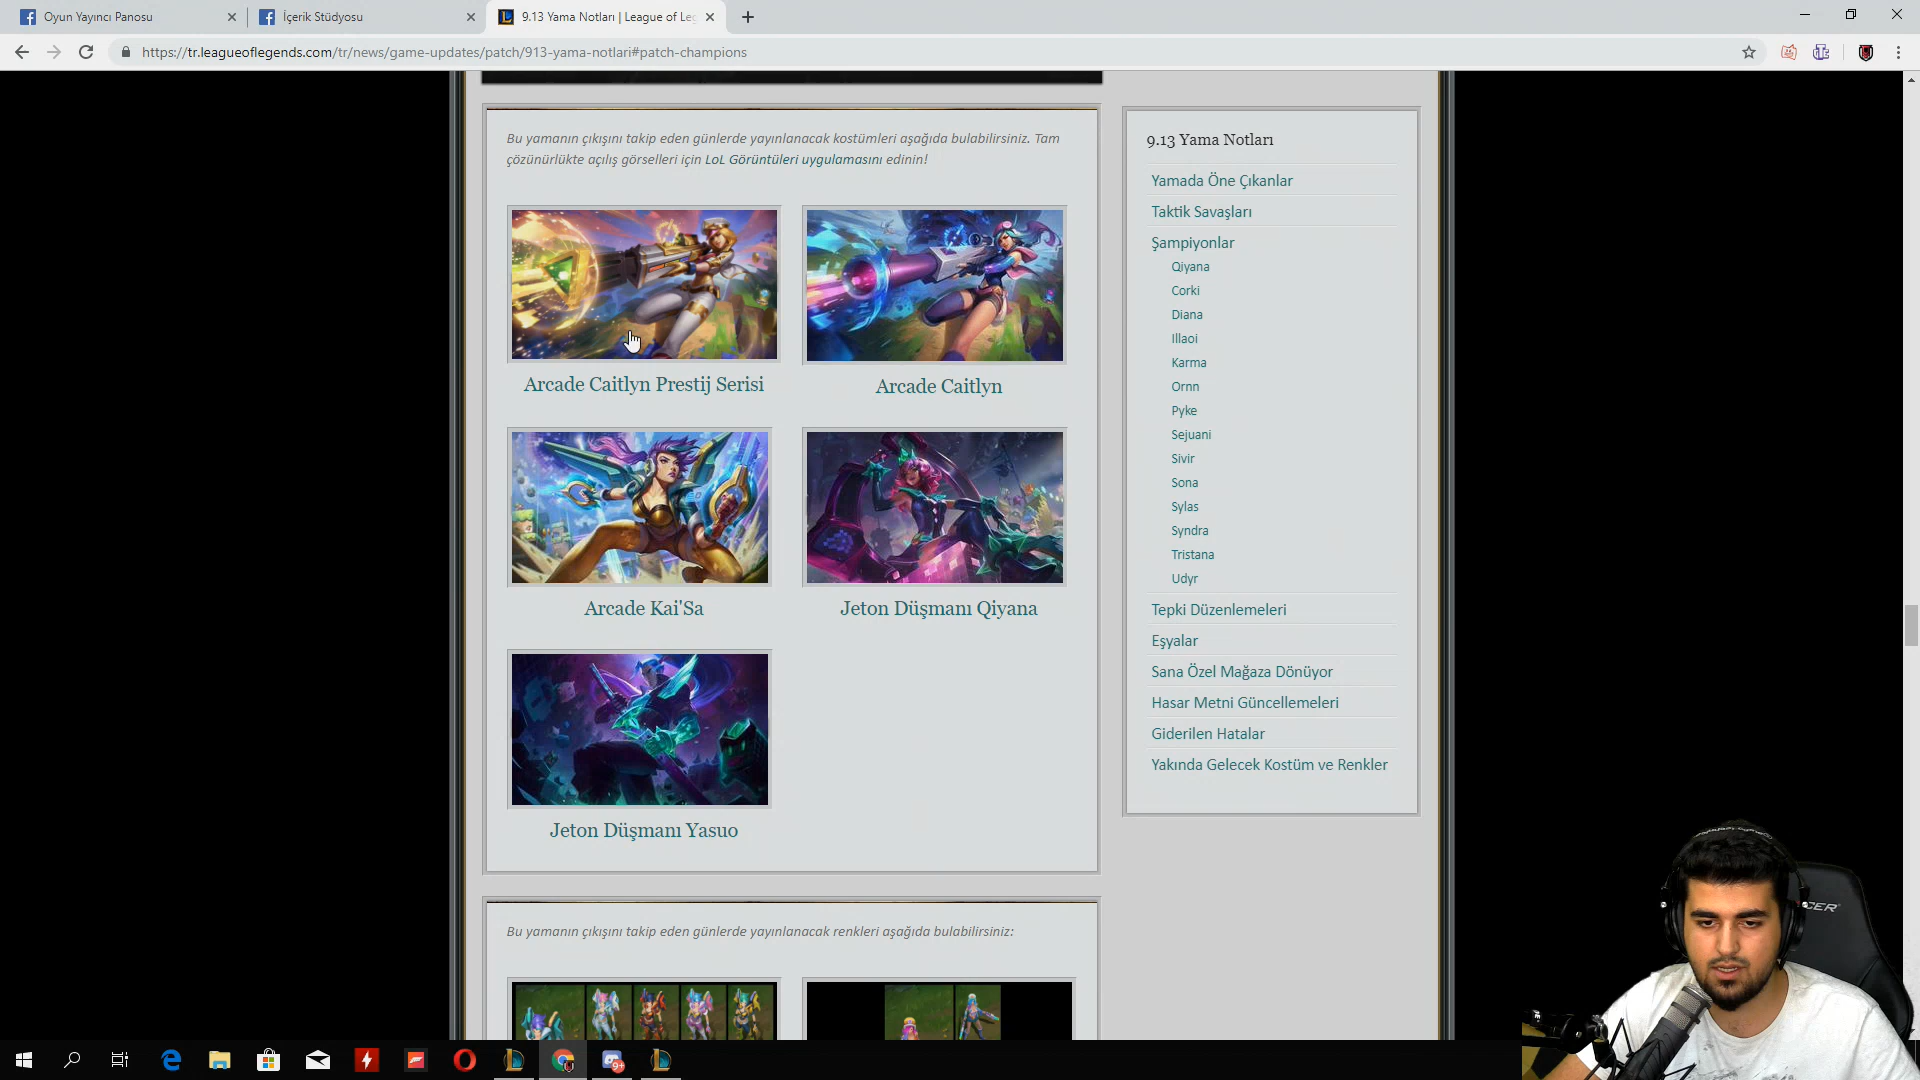 Oyun Yayıncı Panosu
İçerik Stüdyosu
9.13 Yama Notları | League of Leg
https://tr.leagueoflegends.com/tr/news/game-updates/patch/913-yama-notlari#patch-champions
Bu yamanın çıkışını takip eden günlerde yayınlanacak kostümleri aşağıda bulabilirsiniz. Tam
çözünürlükte açılış görselleri için LoL Görüntüleri uygulamasını edinin!
Arcade Caitlyn Prestij Serisi
Arcade Caitlyn
Arcade Kai'Sa
Jeton Düşmanı Qiyana
Jeton Düşmanı Yasuo
Bu yamanın çıkışını takip eden günlerde yayınlanacak renkleri aşağıda bulabilirsiniz:
9.13 Yama Notları
Yamada Öne Çıkanlar
Taktik Savaşları
Şampiyonlar
Qiyana
Corki
Diana
Illaoi
Karma
Ornn
Pyke
Sejuani
Sivir
Sona
Sylas
Syndra
Tristana
Udyr
Tepki Düzenlemeleri
Eşyalar
Sana Özel Mağaza Dönüyor
Hasar Metni Güncellemeleri
Giderilen Hatalar
Yakında Gelecek Kostüm ve Renkler
9+